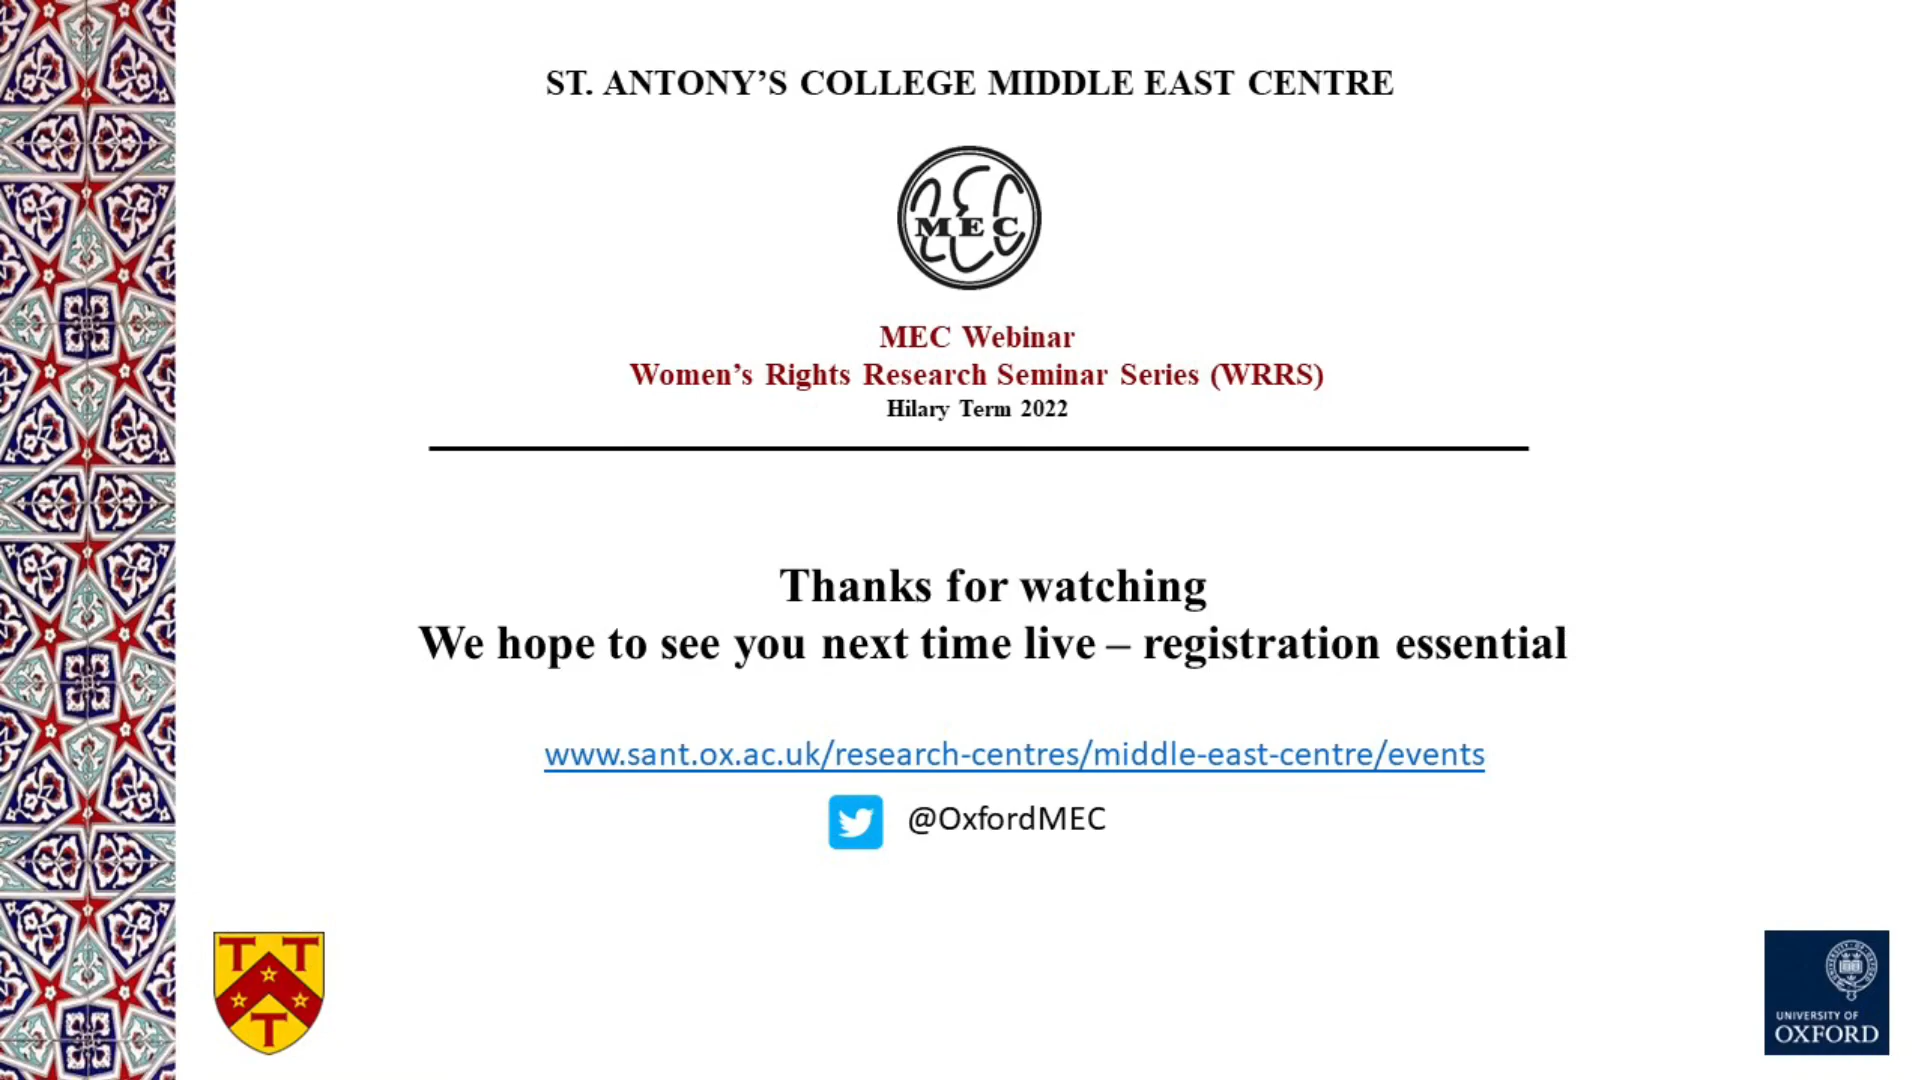 ST. ANTONY’S COLLEGE MIDDLE EAST CENTRE
MEC
MEC Webinar
Women’s Rights Research Seminar Series (WRRS)
Hilary Term 2022
Thanks for watching
We hope to see you next time live – registration essential
www.sant.ox.ac.uk/research-centres/middle-east-centre/events
@OxfordMEC
UNIVERSITY OF
OXFORD